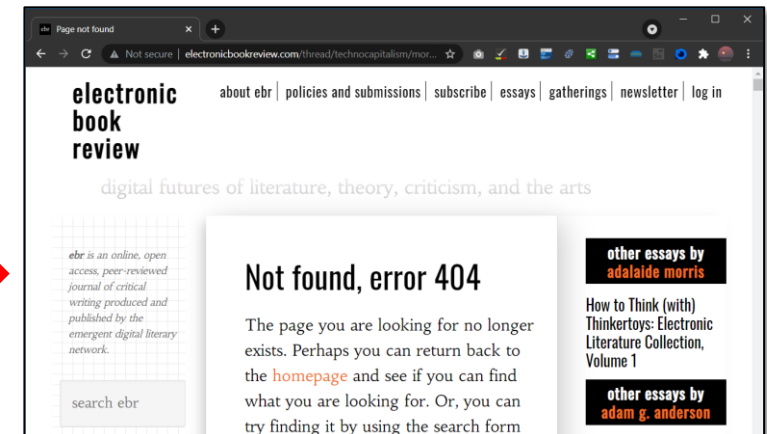 ebr Page not found
Not secure | electronicbookreview.com/thread/technocapitalism/mor...
electronic
book
review
about ebr | policies and submissions | subscribe | essays | gatherings | newsletter | log in
digital futures of literature, theory, criticism, and the arts
ebr is an online, open
access, peer-reviewed
journal of critical
writing produced and
published by the
emergent digital literary
network.
search ebr
Not found, error 404
The page you are looking for no longer
exists. Perhaps you can return back to
the homepage and see if you can find
what you are looking for. Or, you can
try finding it by using the search form
other essays by
adalaide morris
How to Think (with)
Thinkertoys: Electronic
Literature Collection,
Volume 1
other essays by
adam g. anderson